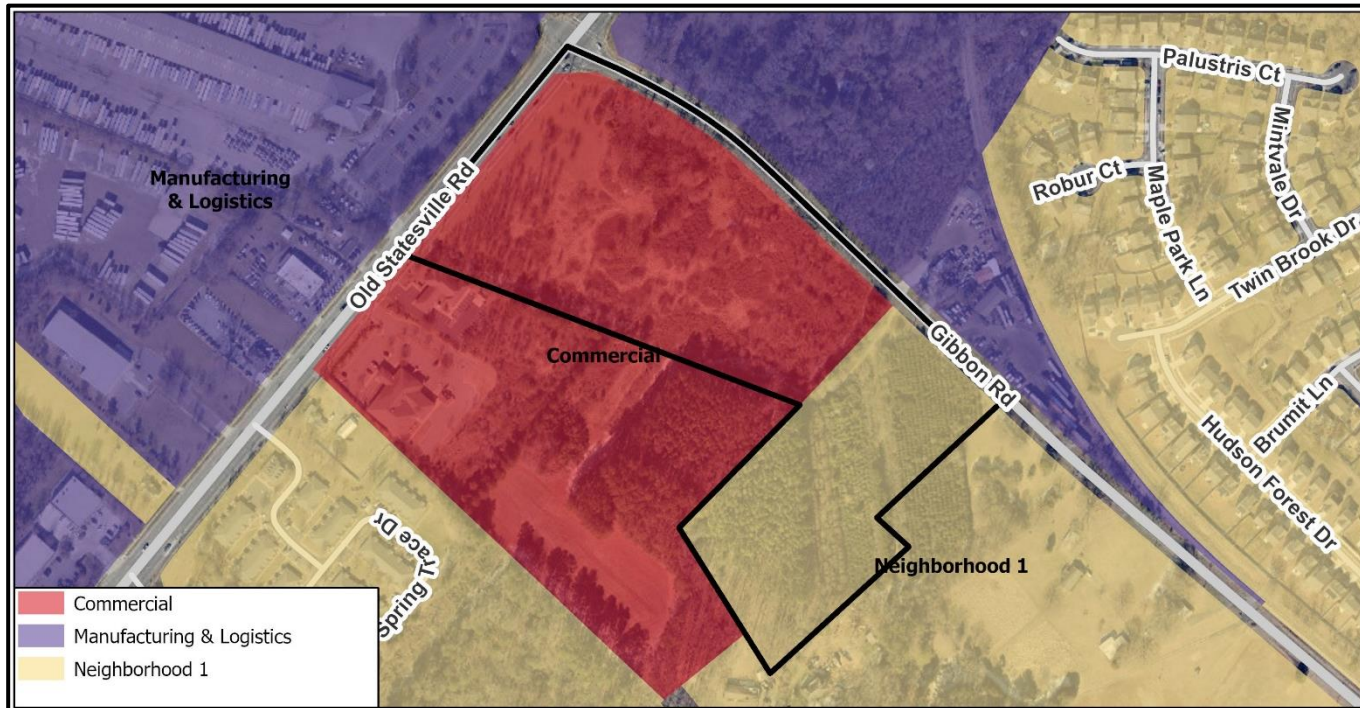 Palustris Ct
Mintvale Dr
Robur Ct
Maple Park Ln
Twin Brook Dr
Manufacturing
& Logistics
Old Statesville Rd
Commercial
Gibbon Rd
Brumit Ln
Hudson Forest Dr
Spring Trace Dr
Neighborhood 1
Commercial
Manufacturing & Logistics
Neighborhood 1